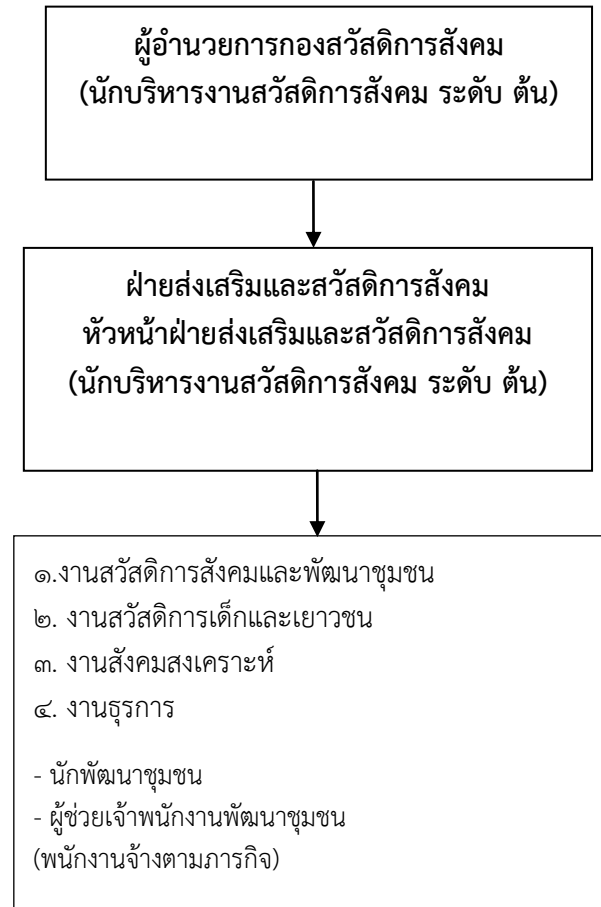 ผู้อำนวยการกองสวัสดิการสังคม
(นักบริหารงานสวัสดิการสังคม ระดับ ต้น)
ฝ่ายส่งเสริมและสวัสดิการสังคม
หัวหน้าฝ่ายส่งเสริมและสวัสดิการสังคม
(นักบริหารงานสวัสดิการสังคม ระดับ ต้น)
๑.งานสวัสดิการสังคมและพัฒนาชุมชน
๒. งานสวัสดิการเด็กและเยาวชน
๓. งานสังคมสงเคราะห์
๔. งานธุรการ
- นักพัฒนาชุมชน
- ผู้ช่วยเจ้าพนักงานพัฒนาชุมชน
(พนักงานจ้างตามภารกิจ)